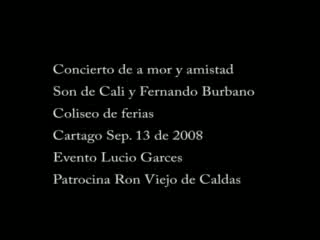 Concierto de a mor y amistad
Son de Cali y Fernando Burbano
Coliseo de ferias
Cartago Sep. 13 de 2008
Evento Lucio Garces
Patrocina Ron Viejo de Caldas